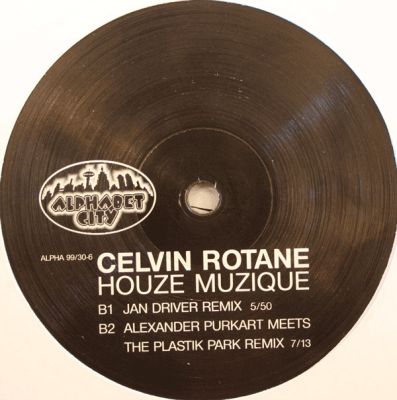 ALPHABET
CITY
ALPHA 99/30-6
CELVIN ROTANE
HOUZE MUZIQUE
B1 JAN DRIVER REMIX 5/50
B2 ALEXANDER PURKART MEETS
THE PLASTIK PARK REMIX 7/13